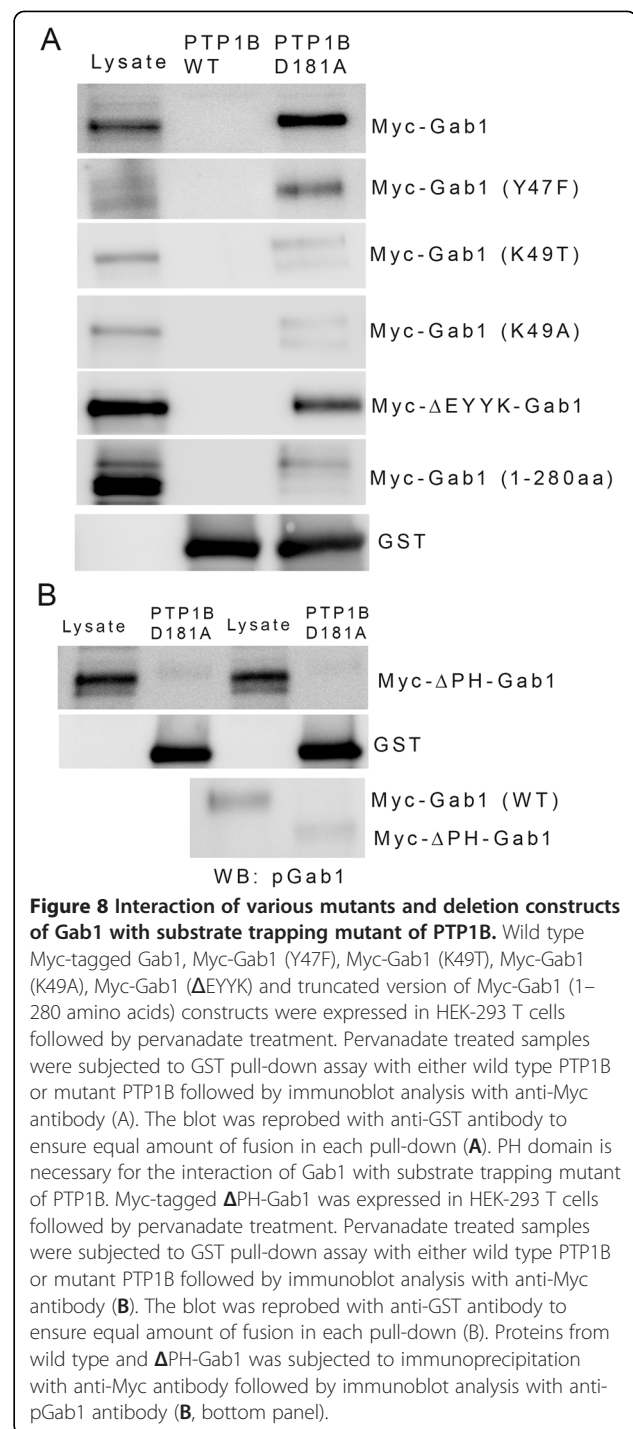 A
Lysate PTP1B WT PTP1B D181A
Myc-Gab1
Myc-Gab1 (Y47F)
Myc-Gab1 (K49T)
Myc-Gab1 (K49A)
Myc-ΔEYYK-Gab1
Myc-Gab1 (1-280aa)
GST
B
Lysate PTP1B D181A Lysate PTP1B D181A
Myc-ΔPH-Gab1
GST
Myc-Gab1 (WT)
Myc-ΔPH-Gab1
WB: pGab1
Figure 8 Interaction of various mutants and deletion constructs
of Gab1 with substrate trapping mutant of PTP1B. Wild type
Myc-tagged Gab1, Myc-Gab1 (Y47F), Myc-Gab1 (K49T), Myc-Gab1
(K49A), Myc-Gab1 (ΔEYYK) and truncated version of Myc-Gab1 (1–
280 amino acids) constructs were expressed in HEK-293 T cells
followed by pervanadate treatment. Pervanadate treated samples
were subjected to GST pull-down assay with either wild type PTP1B
or mutant PTP1B followed by immunoblot analysis with anti-Myc
antibody (A). The blot was reprobed with anti-GST antibody to
ensure equal amount of fusion in each pull-down (A). PH domain is
necessary for the interaction of Gab1 with substrate trapping mutant
of PTP1B. Myc-tagged ΔPH-Gab1 was expressed in HEK-293 T cells
followed by pervanadate treatment. Pervanadate treated samples
were subjected to GST pull-down assay with either wild type PTP1B
or mutant PTP1B followed by immunoblot analysis with anti-Myc
antibody (B). The blot was reprobed with anti-GST antibody to
ensure equal amount of fusion in each pull-down (B). Proteins from
wild type and ΔPH-Gab1 was subjected to immunoprecipitation
with anti-Myc antibody followed by immunoblot analysis with anti-
pGab1 antibody (B, bottom panel).